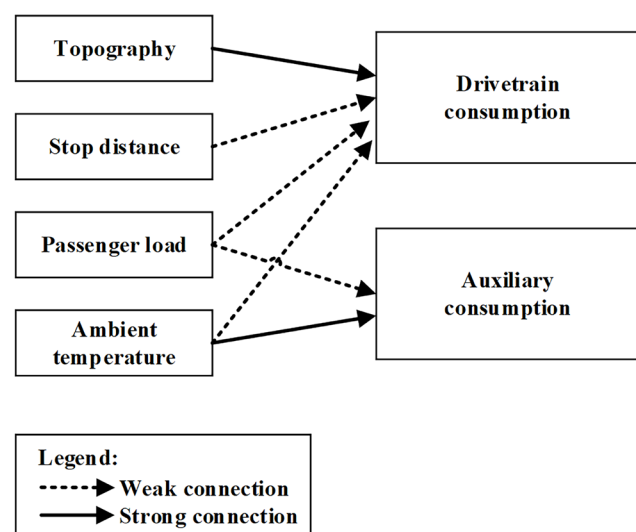 Topography
Stop distance
Passenger load
Ambient
temperature
Drivetrain
consumption
Auxiliary
consumption
Legend:
Weak connection
Strong connection